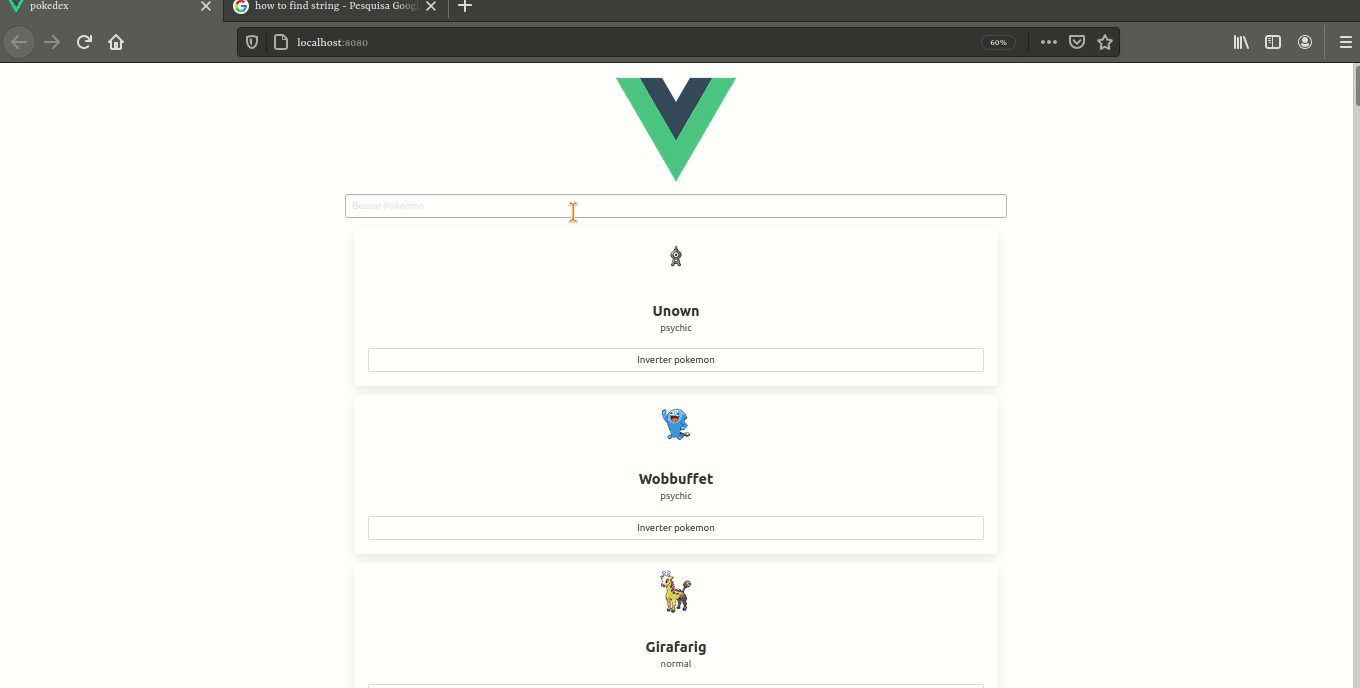 pokedex
how to find string - Pesquisa Goog
localhost:8080
60%
Buscar Pokemon
Unown
psychic
Inverter pokemon
Wobbuffet
psychic
Inverter pokemon
Girafarig
normal